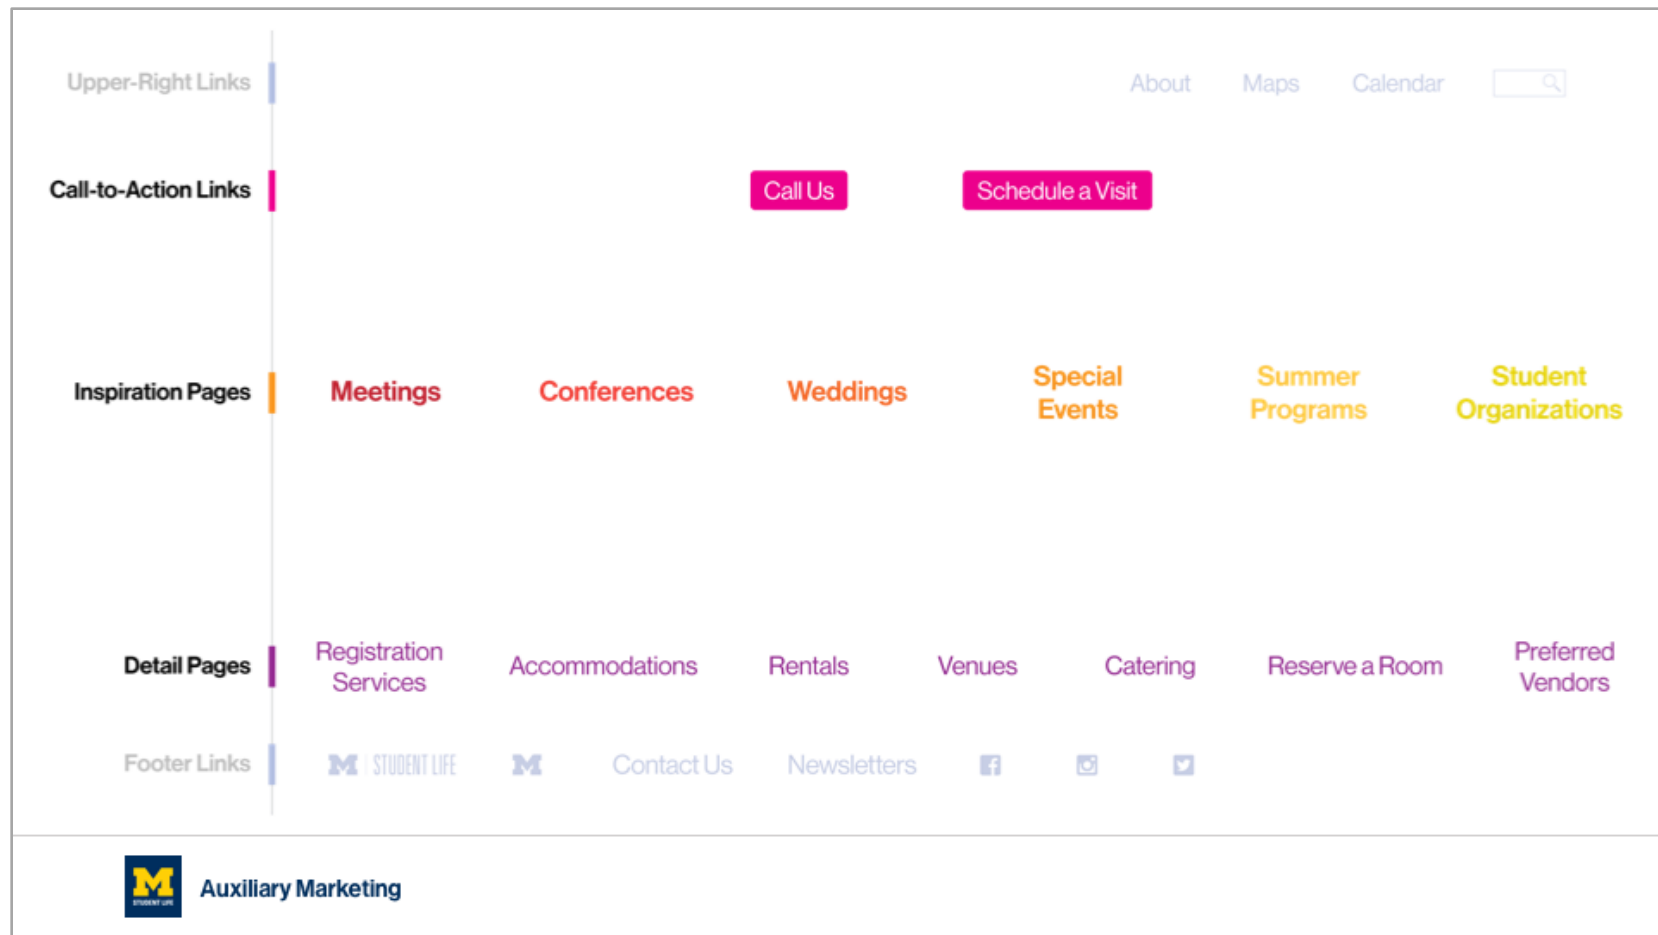 Upper-Right Links
About Maps Calendar
Call-to-Action Links
Call Us Schedule a Visit
Inspiration Pages
Meetings Conferences Weddings
Special
Events
Summer
Programs
Student
Organizations
Detail Pages
Registration
Services
Accommodations Rentals Venues Catering Reserve a Room
Preferred
Vendors
Footer Links
M STUDENT LIFE M Contact Us Newsletters
M
STUDENT LIFE
Auxiliary Marketing